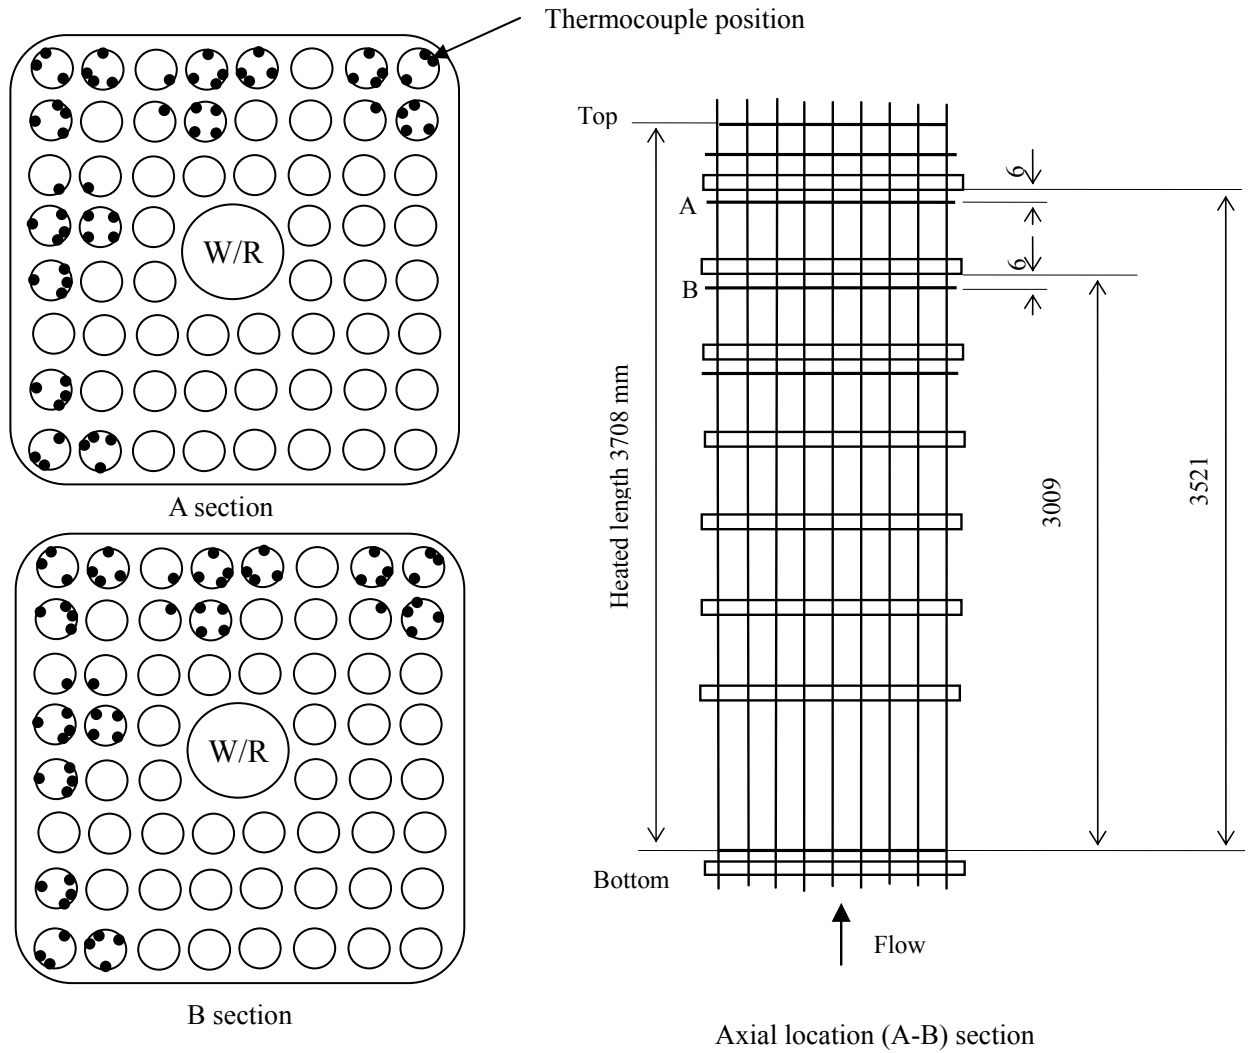 Thermocouple position
W/R
A section
W/R
B section
Top
A
6
B
6
Heated length 3708 mm
3009
3521
Bottom
Flow
Axial location (A-B) section